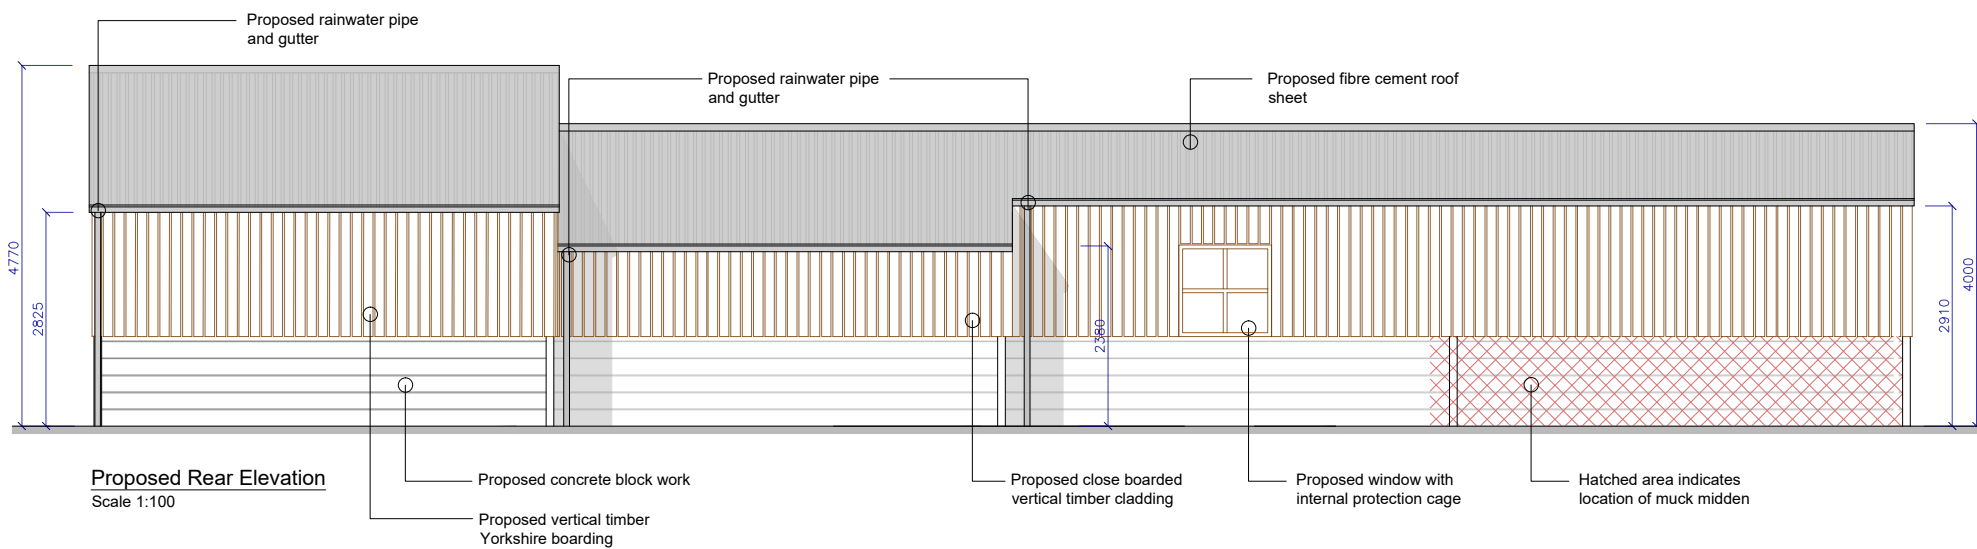 Proposed rainwater pipe
and gutter
Proposed rainwater pipe
and gutter
Proposed fibre cement roof
sheet
4770
2825
2380
2910
4000
Proposed Rear Elevation
Scale 1:100
Proposed concrete block work
Proposed vertical timber
Yorkshire boarding
Proposed close boarded
vertical timber cladding
Proposed window with
internal protection cage
Hatched area indicates
location of muck midden